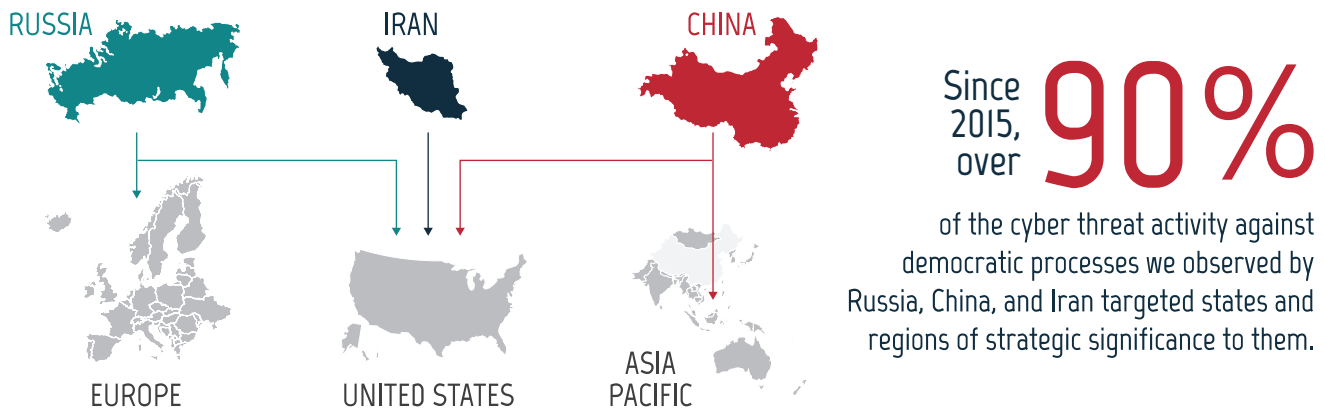 RUSSIA
IRAN
CHINA
EUROPE
UNITED STATES
ASIA
PACIFIC
Since
2015,
over
90%
of the cyber threat activity against
democratic processes we observed by
Russia, China, and Iran targeted states and
regions of strategic significance to them.